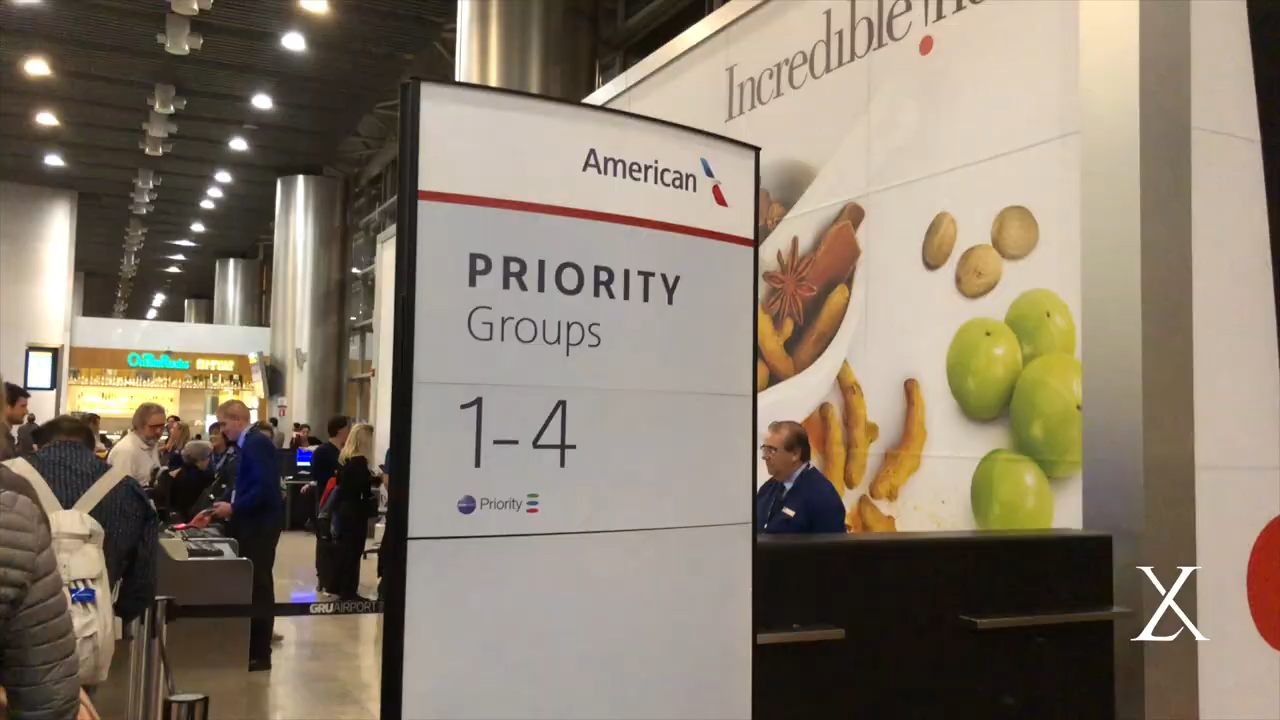 Incredible
American
PRIORITY
Groups
1-4
Priority
GRU AIRPORT